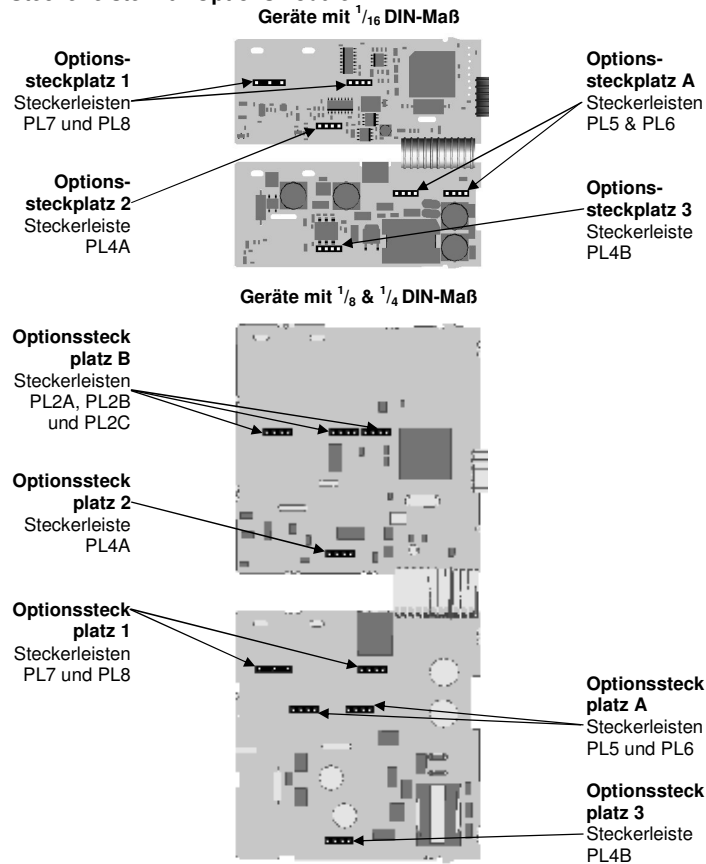 Geräte mit 1/16 DIN-Maß
Options-
steckplatz 1
Steckerleisten
PL7 und PL8
Options-
steckplatz A
Steckerleisten
PL5 & PL6
Options-
steckplatz 2
Steckerleiste
PL4A
Options-
steckplatz 3
Steckerleiste
PL4B
Geräte mit 1/8 & 1/4 DIN-Maß
Optionssteck
platz B
Steckerleisten
PL2A, PL2B
und PL2C
Optionssteck
platz 2
Steckerleiste
PL4A
Optionssteck
platz 1
Steckerleisten
PL7 und PL8
Optionssteck
platz A
Steckerleisten
PL5 und PL6
Optionssteck
platz 3
Steckerleiste
PL4B